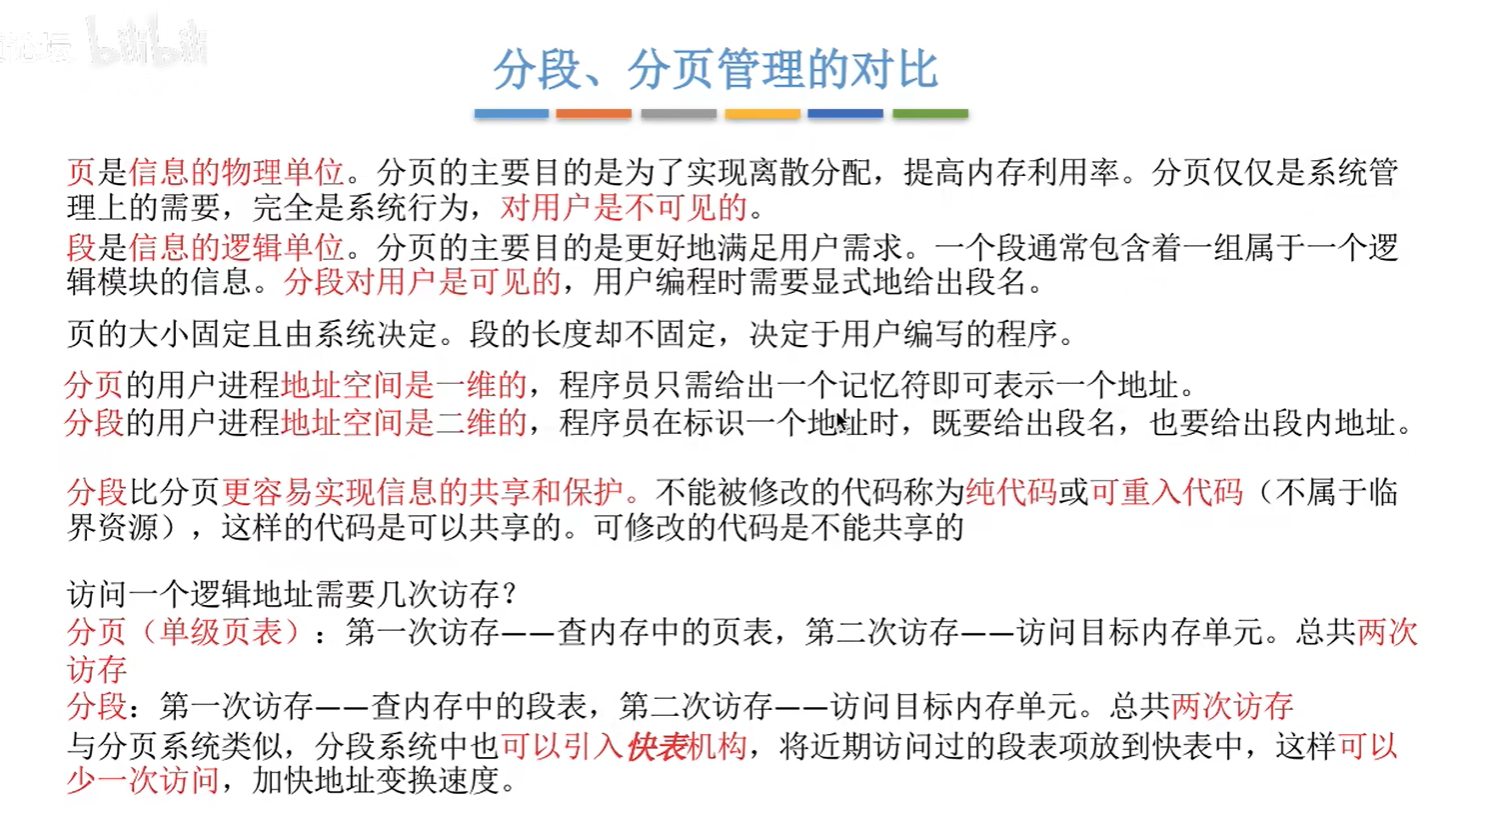 论坛 bilibili
分段、分页管理的对比
页是信息的物理单位。分页的主要目的是为了实现离散分配，提高内存利用率。分页仅仅是系统管
理上的需要，完全是系统行为，对用户是不可见的。
段是信息的逻辑单位。分页的主要目的是更好地满足用户需求。一个段通常包含着一组属于一个逻
辑模块的信息。分段对用户是可见的，用户编程时需要显式地给出段名。
页的大小固定且由系统决定。段的长度却不固定，决定于用户编写的程序。
分页的用户进程地址空间是一维的，程序员只需给出一个记忆符即可表示一个地址。
分段的用户进程地址空间是二维的，程序员在标识一个地址时，既要给出段名，也要给出段内地址。
分段比分页更容易实现信息的共享和保护。不能被修改的代码称为纯代码或可重入代码（不属于临
界资源），这样的代码是可以共享的。可修改的代码是不能共享的
访问一个逻辑地址需要几次访存？
分页（单级页表）：第一次访存——查内存中的页表，第二次访存——访问目标内存单元。总共两次
访存
分段：第一次访存——查内存中的段表，第二次访存——访问目标内存单元。总共两次访存
与分页系统类似，分段系统中也可以引入快表机构，将近期访问过的段表项放到快表中，这样可以
少一次访问，加快地址变换速度。